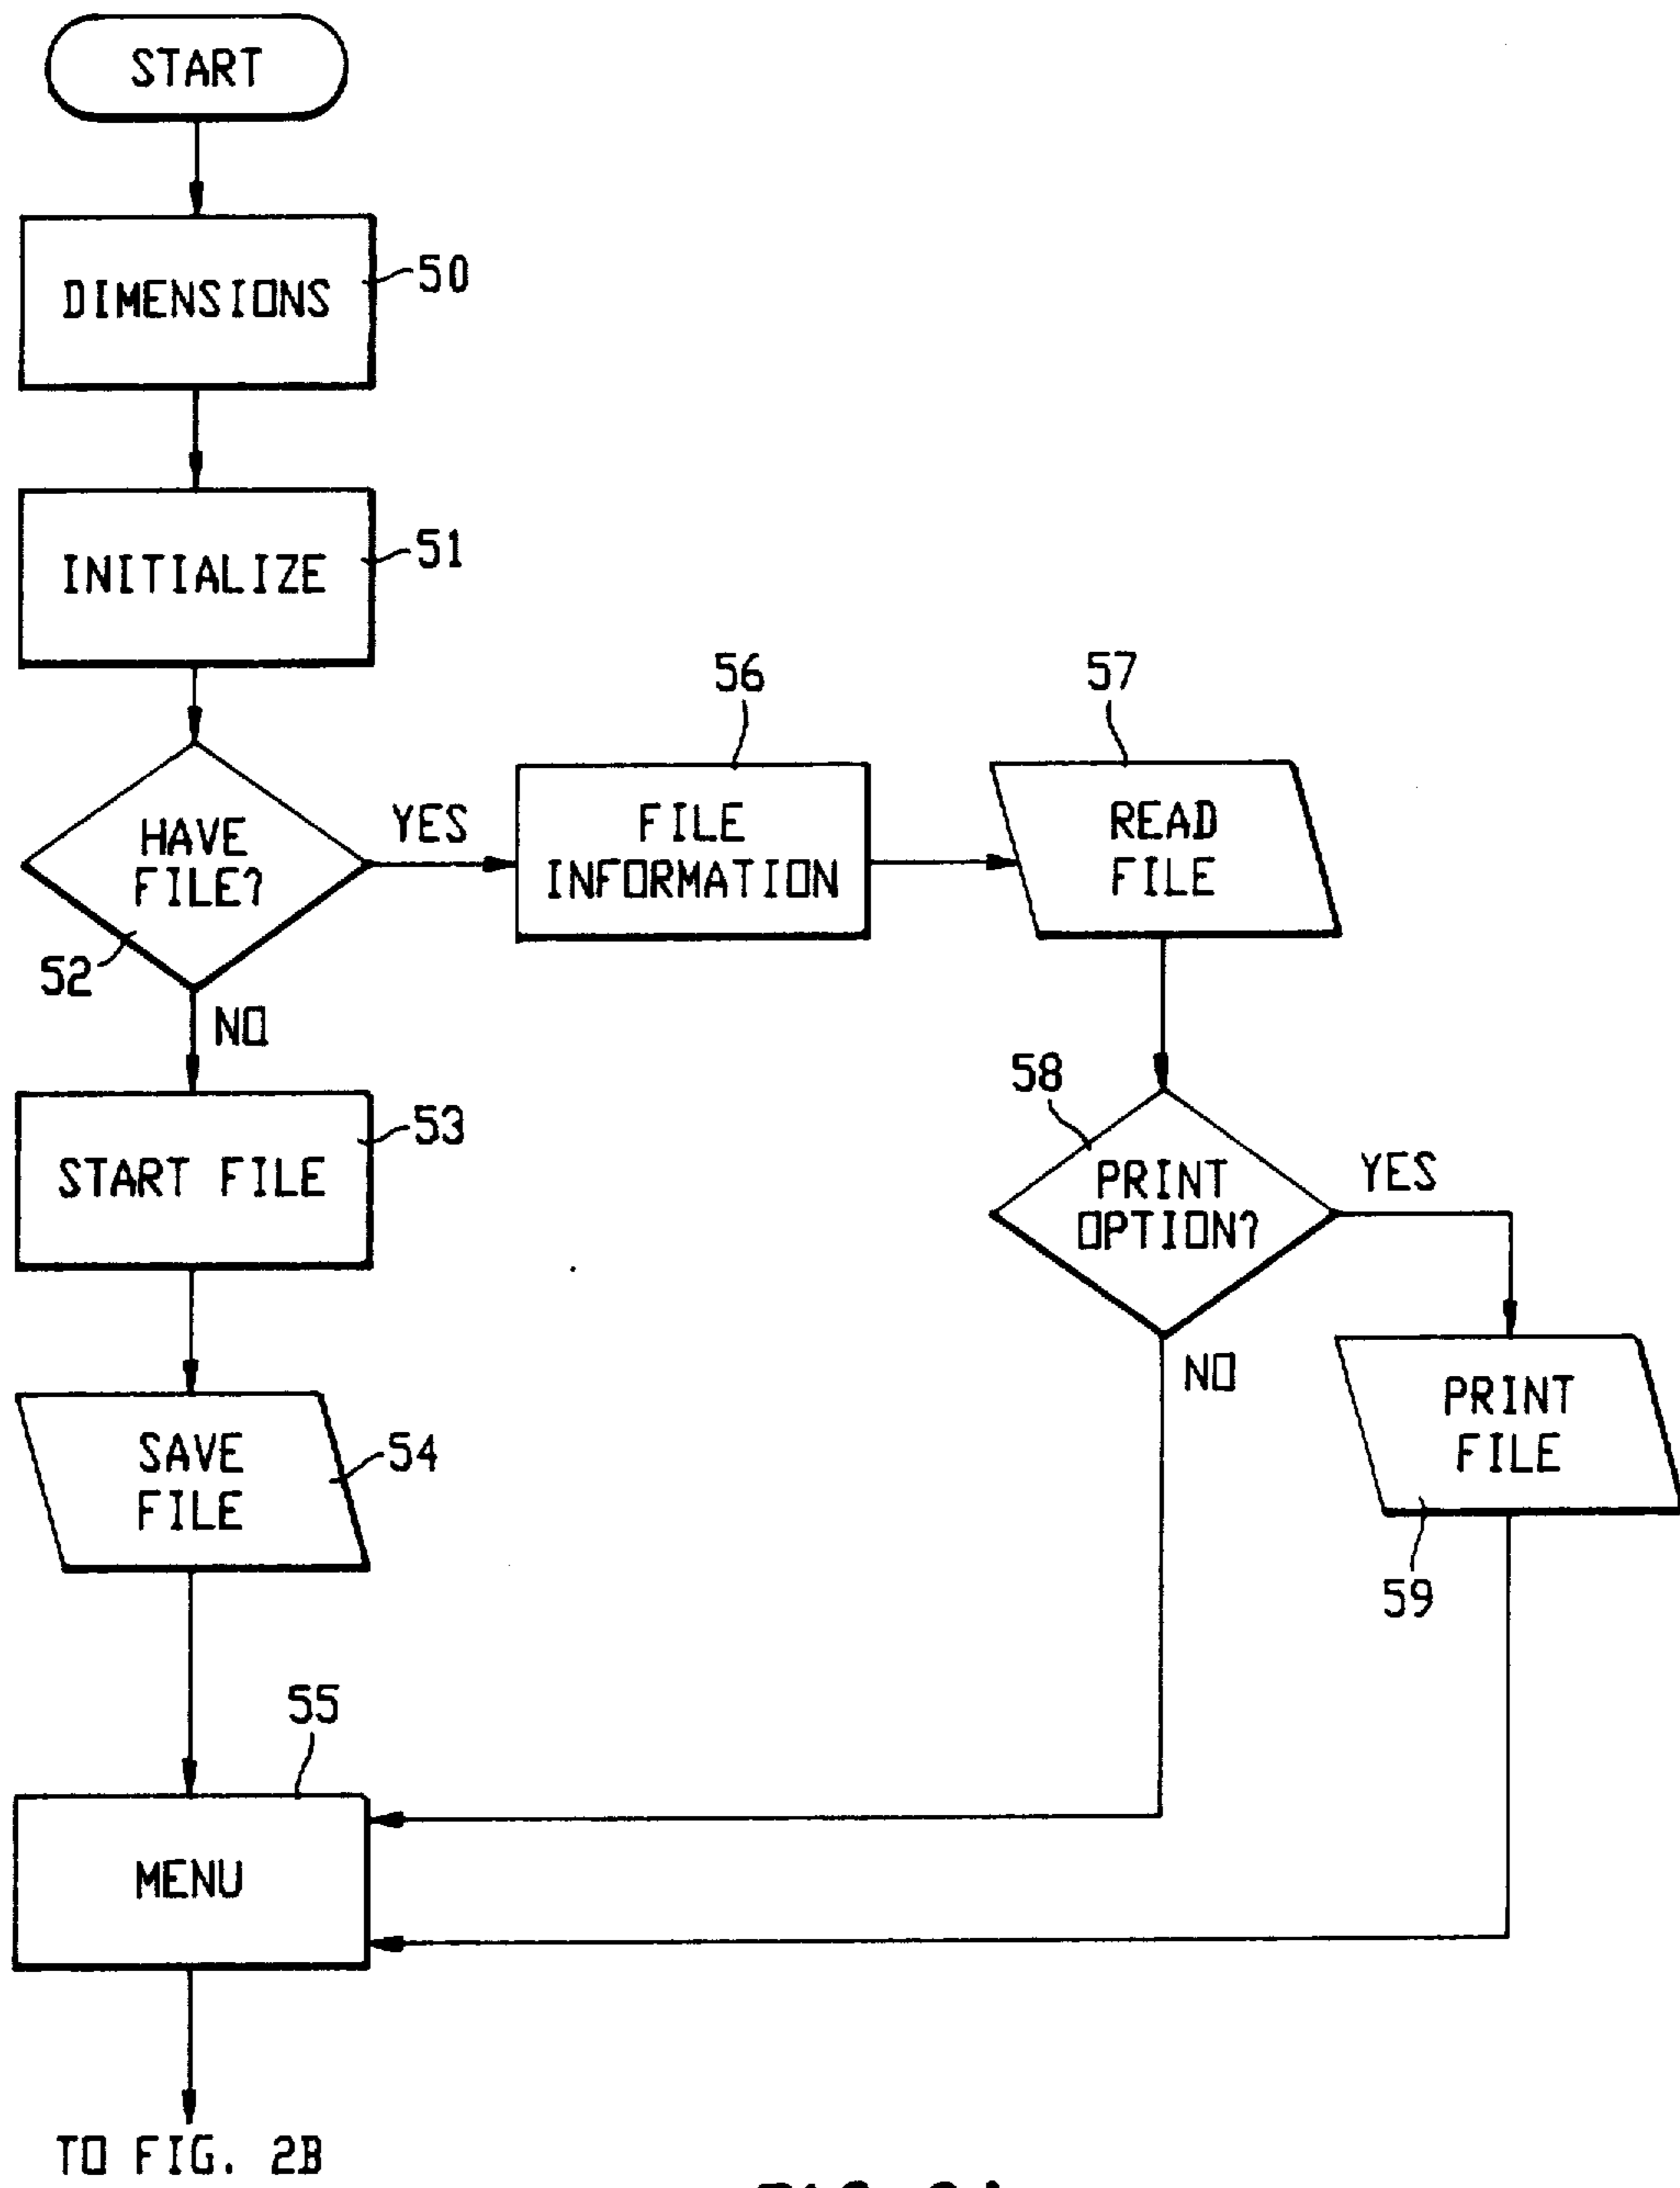 START
DIMENSIONS
50
INITIALIZE
51
56
57
HAVE
FILE?
YES
52
NO
FILE
INFORMATION
READ
FILE
58
START FILE
53
PRINT
OPTION?
YES
NO
SAVE
FILE
54
PRINT
FILE
59
55
MENU
TO FIG. 2B